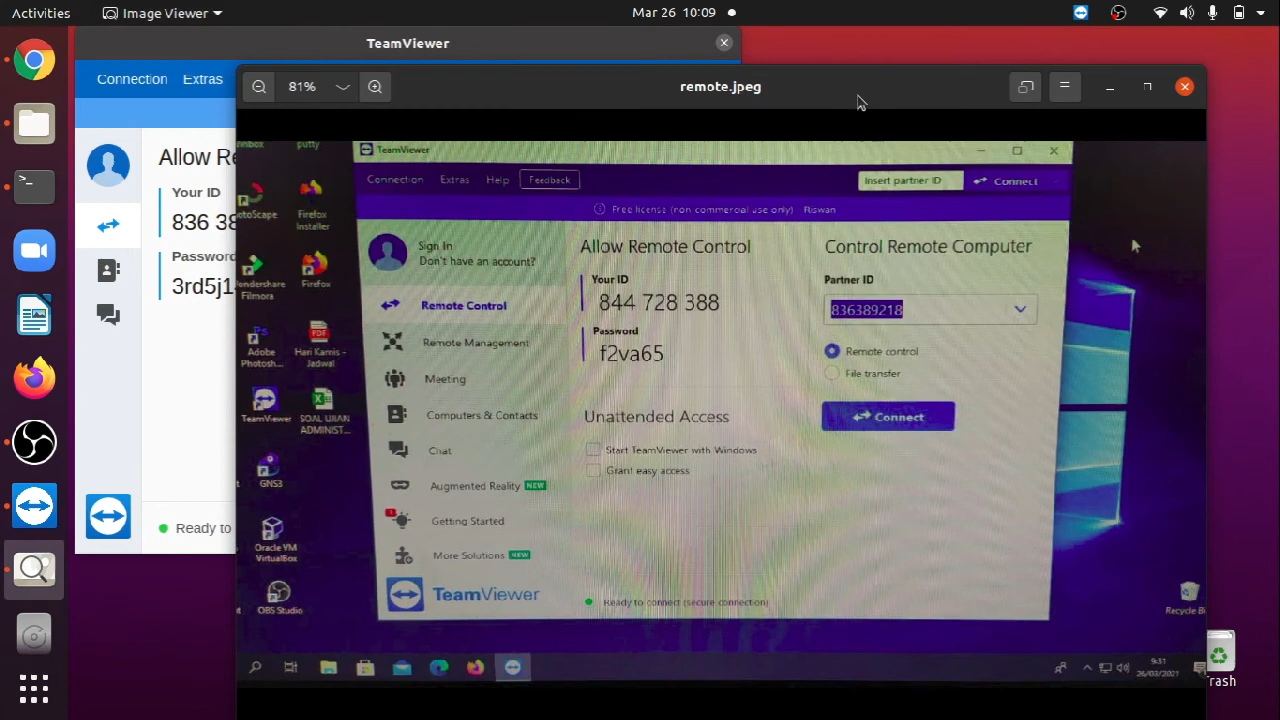 Activities
Image Viewer
Mar 26 10:09
TeamViewer
Connection Extras
81%
remote.jpeg
Allow Re
Your ID
836 38
Password
3rd5j1
Ready to
putty
TeamViewer
Connection Extras Help Feedback
Insert partner ID
Connect
Free license (non commercial use only) Riswan
Firefox
Installer
Sign In
Don't have an account?
Allow Remote Control
Control Remote Computer
Your ID
844 728 388
Partner ID
836389218
Password
f2va65
Remote control
File transfer
Connect
Unattended Access
Start TeamViewer with Windows
Grant easy access
Remote Control
Remote Management
Meeting
Computers & Contacts
Chat
Augmented Reality NEW
Getting Started
More Solutions NEW
TeamViewer
Ready to connect (secure connection)
Filmora
Firefox
Adobe
Photosh...
Hari Kamis -
Jadwal
TeamViewer
SOAL UJIAN
ADMINIST...
GNS3
Oracle VM
VirtualBox
OBS Studio
Recycle Bi
9:31
26/03/2021
Trash